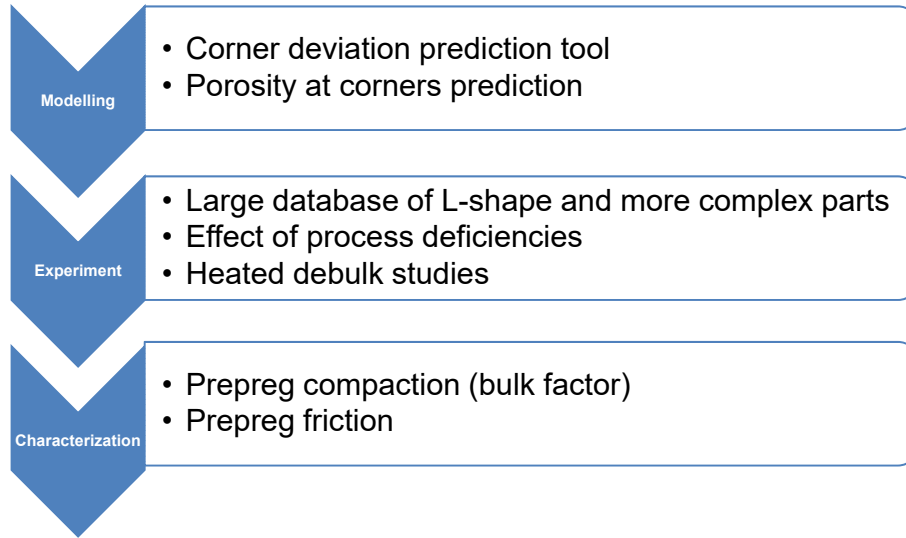 Modelling
• Corner deviation prediction tool
• Porosity at corners prediction
Experiment
• Large database of L-shape and more complex parts
• Effect of process deficiencies
• Heated debulk studies
Characterization
• Prepreg compaction (bulk factor)
• Prepreg friction